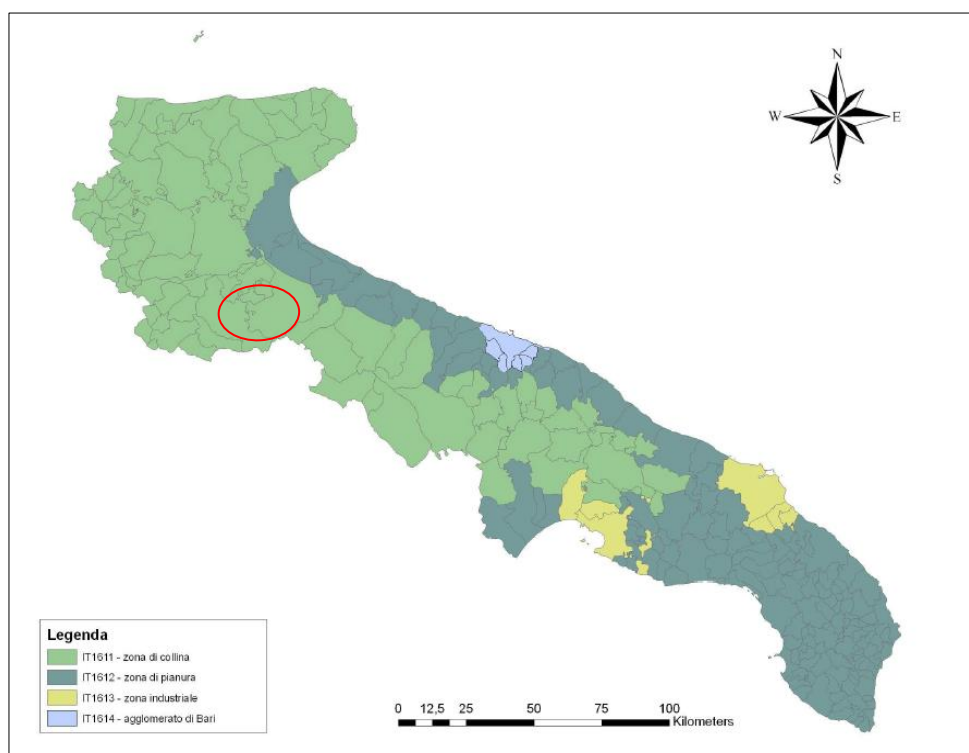 N
W E
S
Legenda
IT1611 - zona di collina
IT1612 - zona di pianura
IT1613 - zona industriale
IT1614 - agglomerato di Bari
0 12,5 25 50 75 100
Kilometers